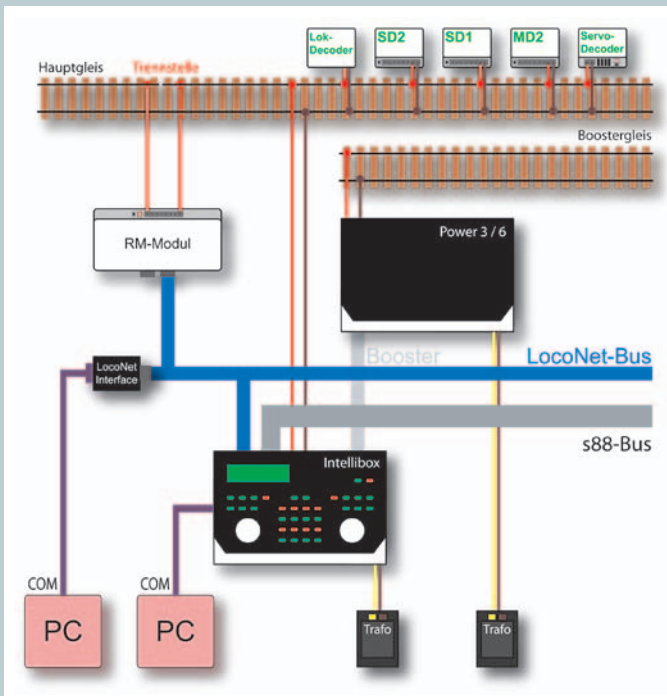 Lok-
Decoder
SD2
SD1
MD2
Servo-
Decoder
Hauptgleis
Trennstelle
Boostergleis
RM-Modul
Power 3 / 6
LocoNet
Interface
Booster
LocoNet-Bus
s88-Bus
Intellibox
COM
COM
PC
PC
Trafo
Trafo